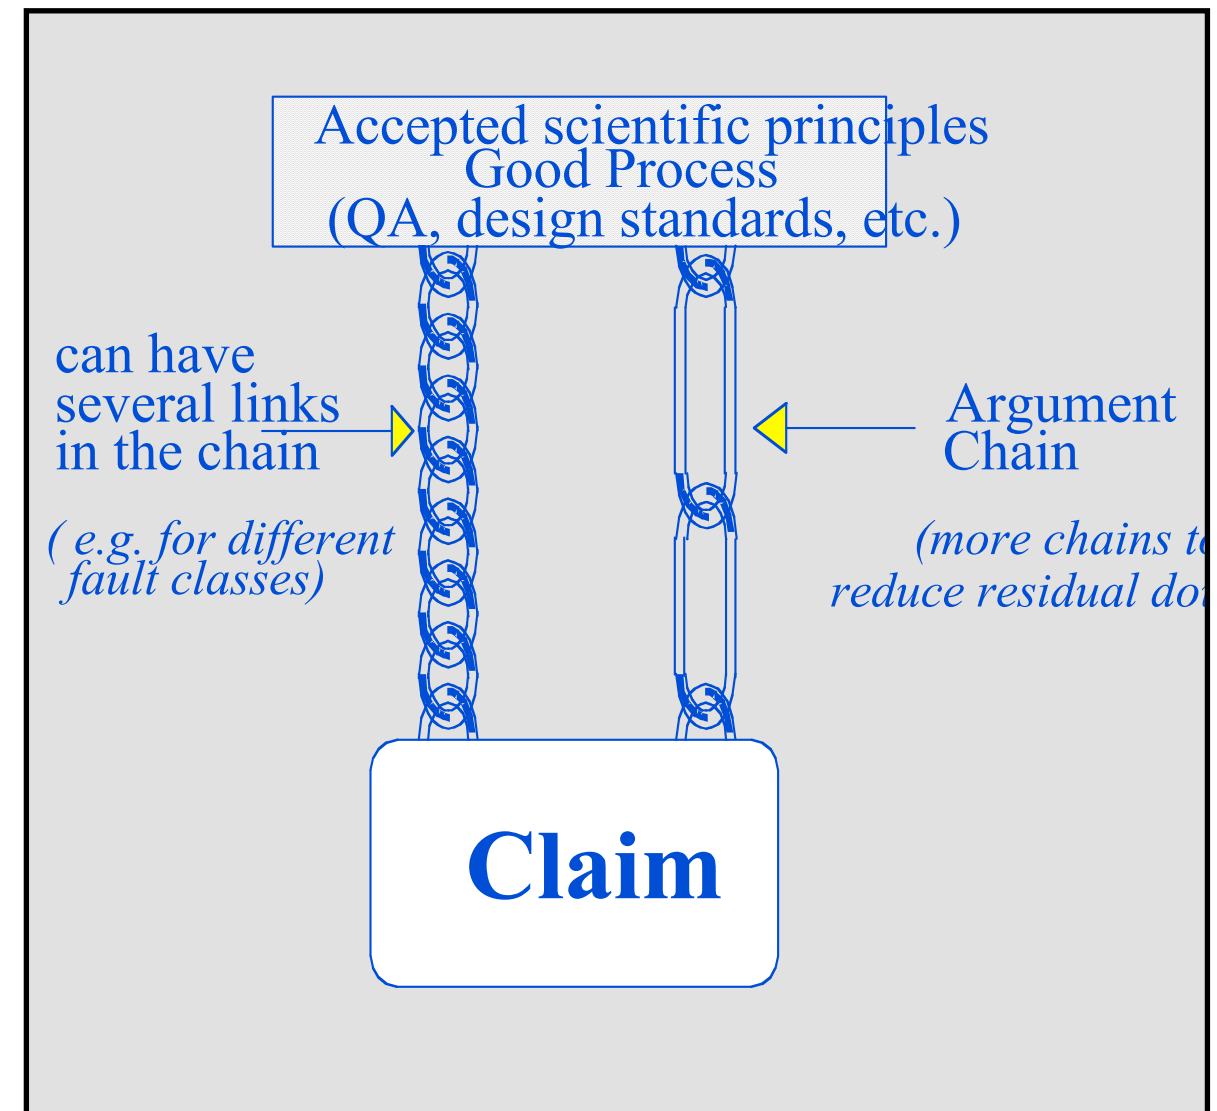 Accepted scientific principles
Good Process
(QA, design standards, etc.)
can have
several links
in the chain
( e.g. for different
fault classes)
Argument
Chain
(more chains
reduce residual
Claim